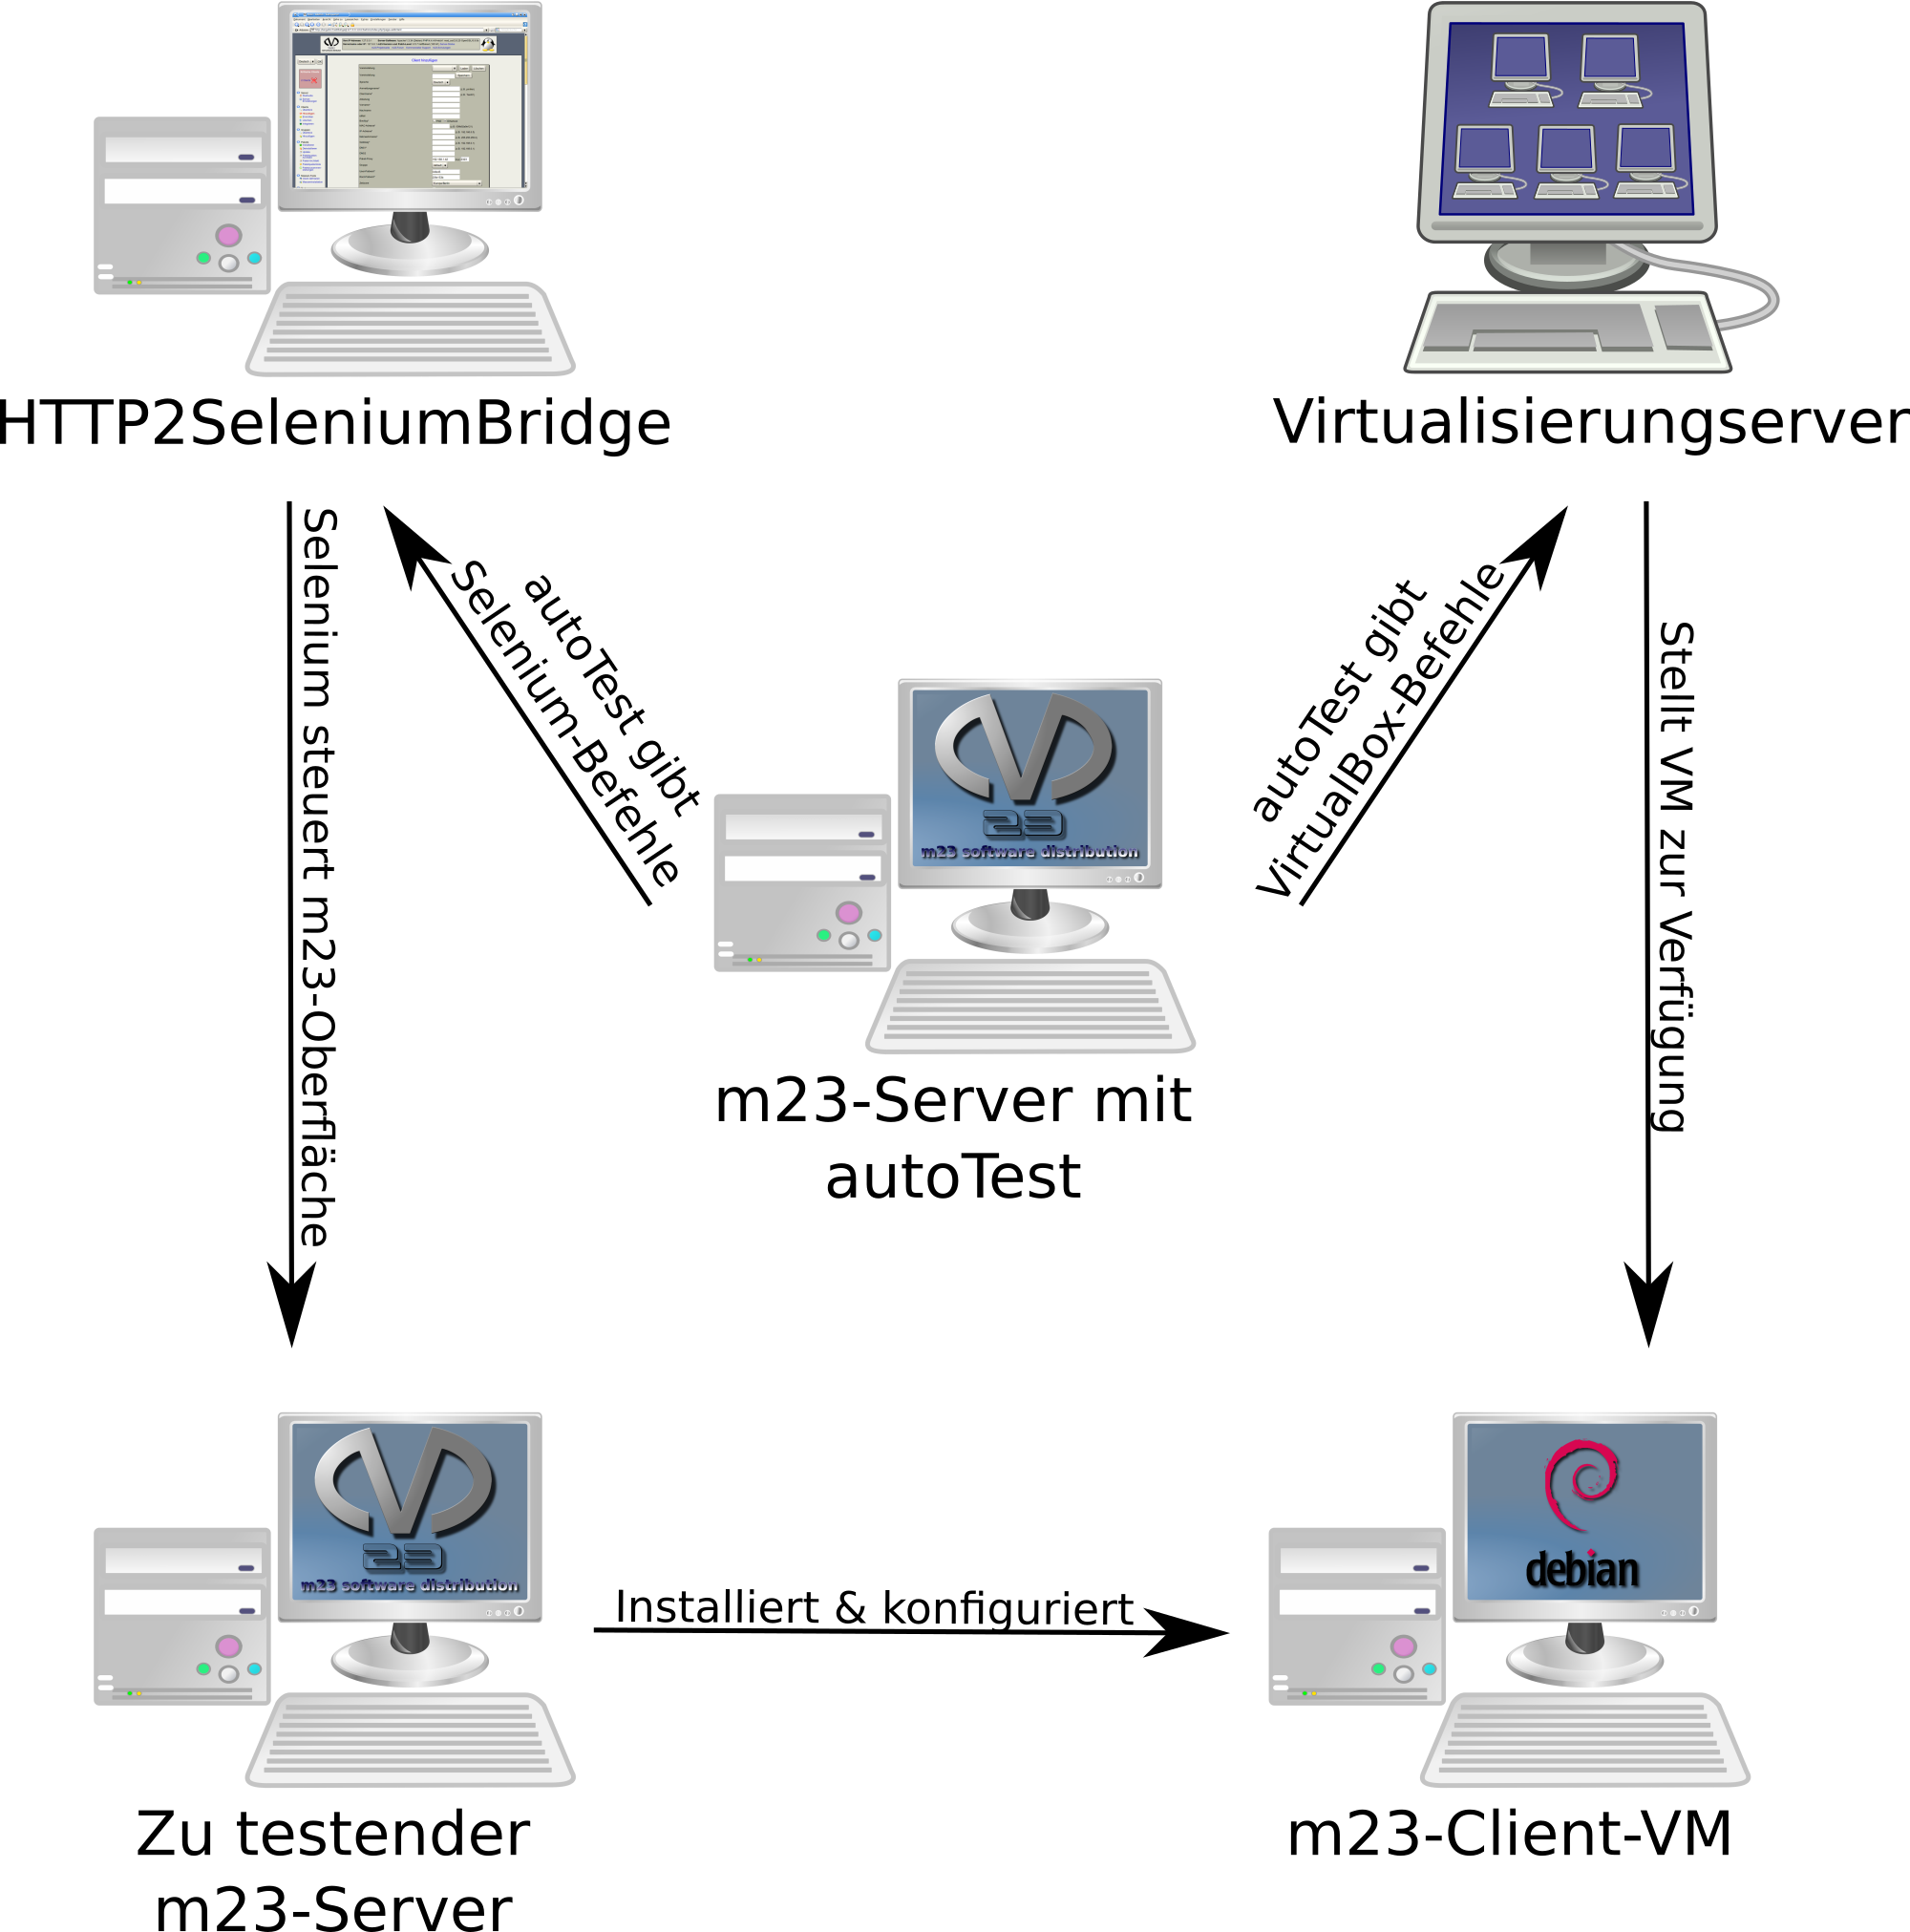 HTTP2SeleniumBridge
Virtualisierungserver
Selenium steuert m23-Oberfläche
autoTest gibt
Selenium-Befehle
autoTest gibt
VirtualBox-Befehle
Stellt VM zur Verfügung
23
m23 software distribution
m23-Server mit
autoTest
23
m23 software distribution
debian
Installiert & konfiguriert
Zu testender
m23-Server
m23-Client-VM